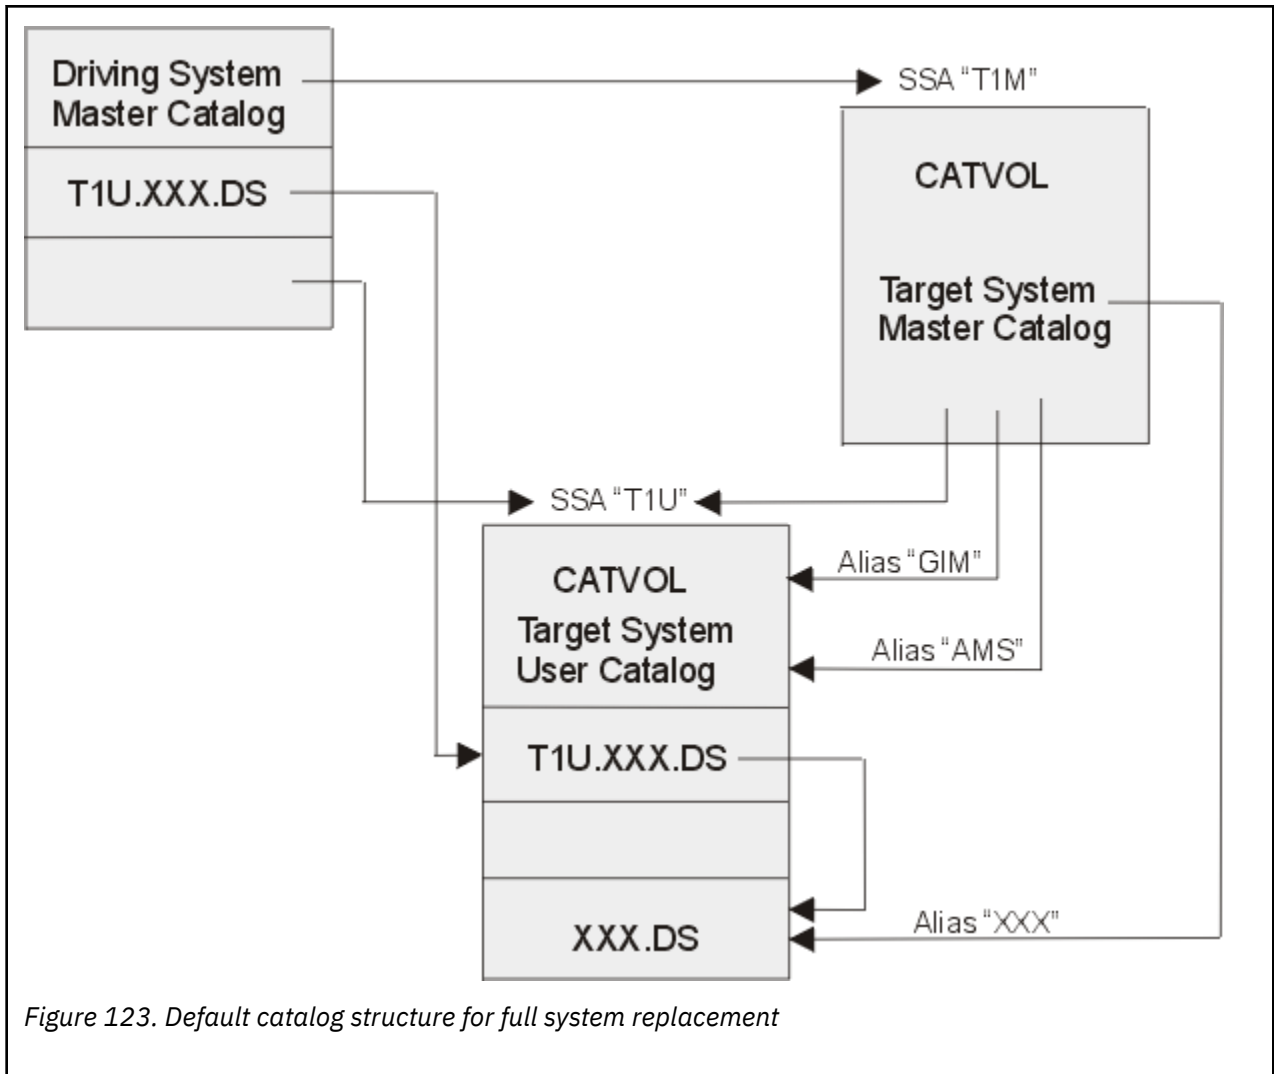 Driving System
Master Catalog
T1U.XXX.DS
SSA “T1M”
CATVOL
Target System
Master Catalog
SSA “T1U”
Alias “GIM”
Alias “AMS”
CATVOL
Target System
User Catalog
T1U.XXX.DS
XXX.DS
Alias “XXX”
Figure 123. Default catalog structure for full system replacement